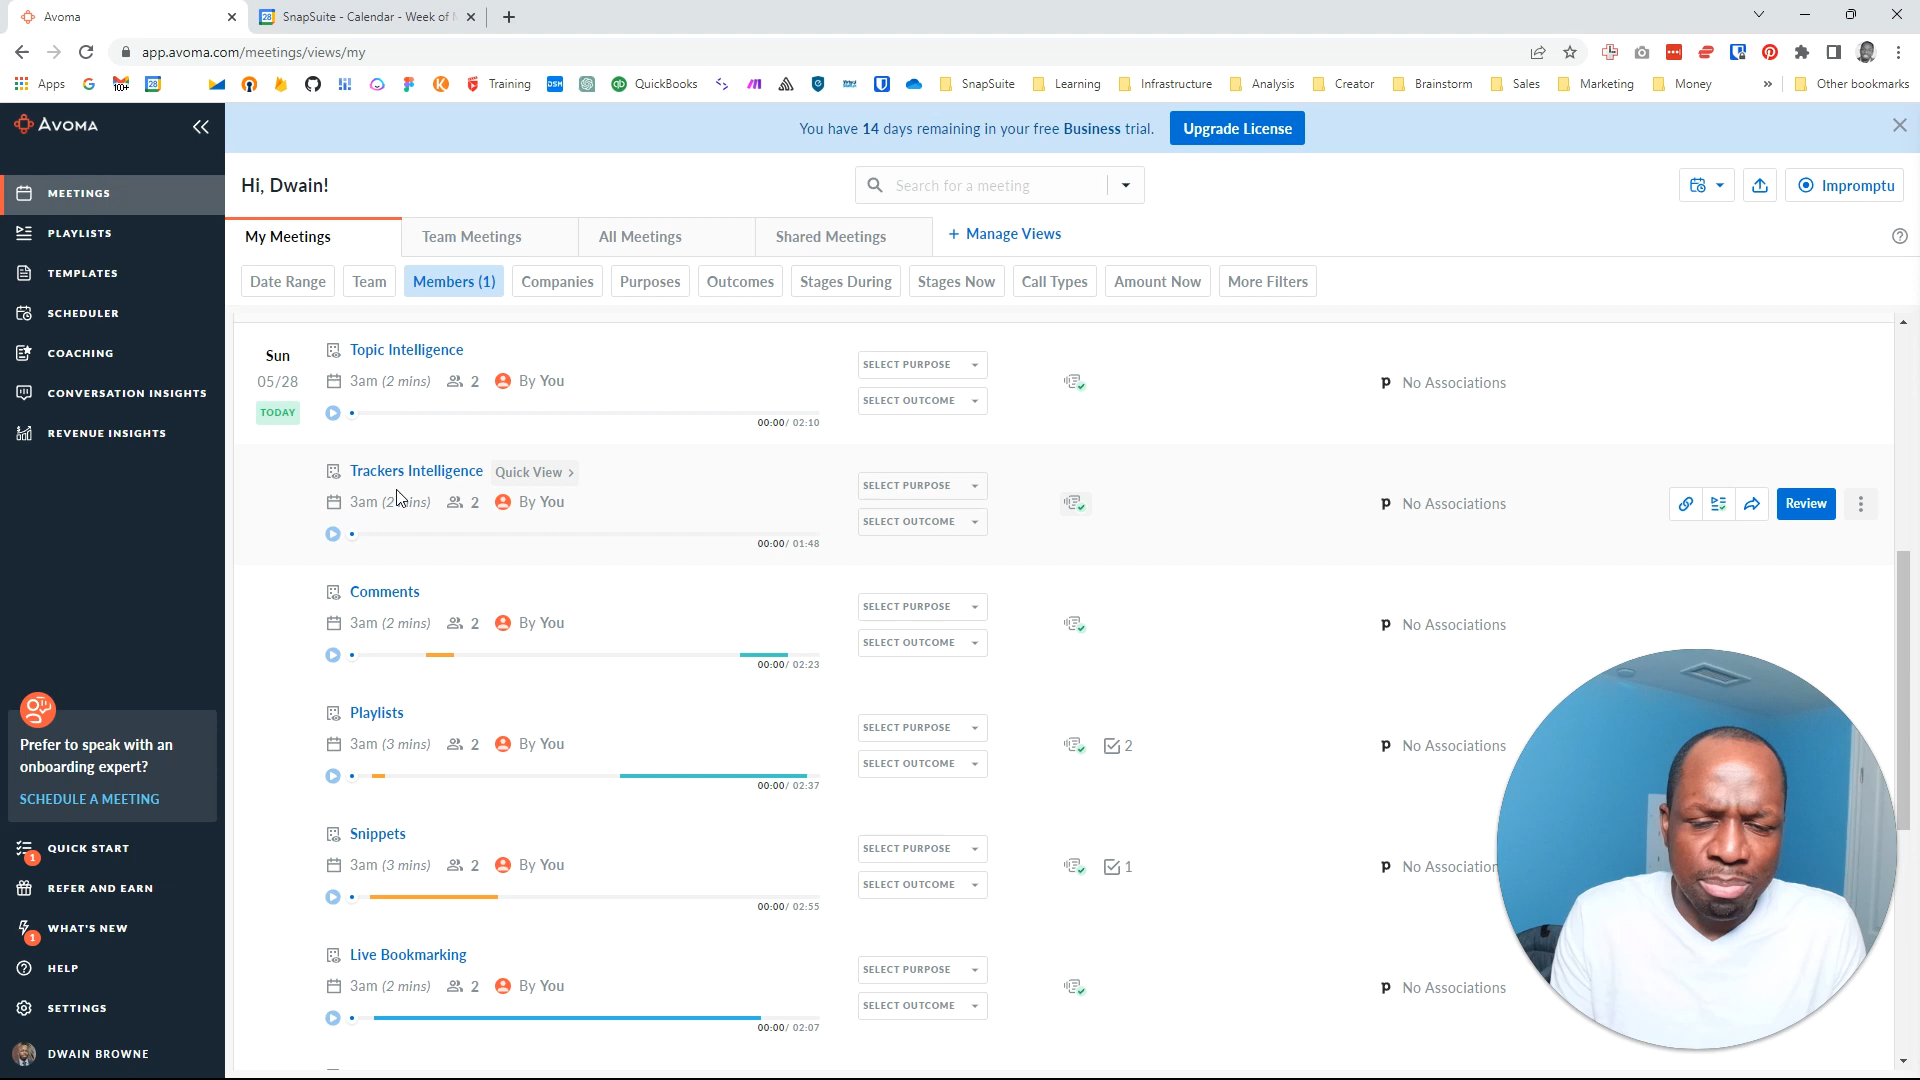 Avoma
SnapSuite - Calendar - Week of
app.avoma.com/meetings/views/my
Apps
100+
28
Training
DSM
QuickBooks
SnapSuite
Learning
Infrastructure
Analysis
Creator
Brainstorm
Sales
Marketing
Money
»
Other bookmarks
AVOMA
You have 14 days remaining in your free Business trial.
Upgrade License
MEETINGS
PLAYLISTS
TEMPLATES
SCHEDULER
COACHING
CONVERSATION INSIGHTS
REVENUE INSIGHTS
Prefer to speak with an
onboarding expert?
SCHEDULE A MEETING
QUICK START
1
REFER AND EARN
WHAT'S NEW
1
HELP
SETTINGS
DWAIN BROWNE
Hi, Dwain!
Search for a meeting
Impromptu
My Meetings
Team Meetings
All Meetings
Shared Meetings
+ Manage Views
Date Range
Team
Members (1)
Companies
Purposes
Outcomes
Stages During
Stages Now
Call Types
Amount Now
More Filters
Sun
05/28
TODAY
Topic Intelligence
3am (2 mins) 2 By You
00:00/ 02:10
SELECT PURPOSE
SELECT OUTCOME
No Associations
Trackers Intelligence Quick View >
3am (2 mins) 2 By You
00:00/ 01:48
SELECT PURPOSE
SELECT OUTCOME
No Associations
Review
Comments
3am (2 mins) 2 By You
00:00/ 02:23
SELECT PURPOSE
SELECT OUTCOME
No Associations
Playlists
3am (3 mins) 2 By You
00:00/ 02:37
SELECT PURPOSE
SELECT OUTCOME
2
No Associations
Snippets
3am (3 mins) 2 By You
00:00/ 02:55
SELECT PURPOSE
SELECT OUTCOME
1
No Association
Live Bookmarking
3am (2 mins) 2 By You
00:00/ 02:07
SELECT PURPOSE
SELECT OUTCOME
No Associations